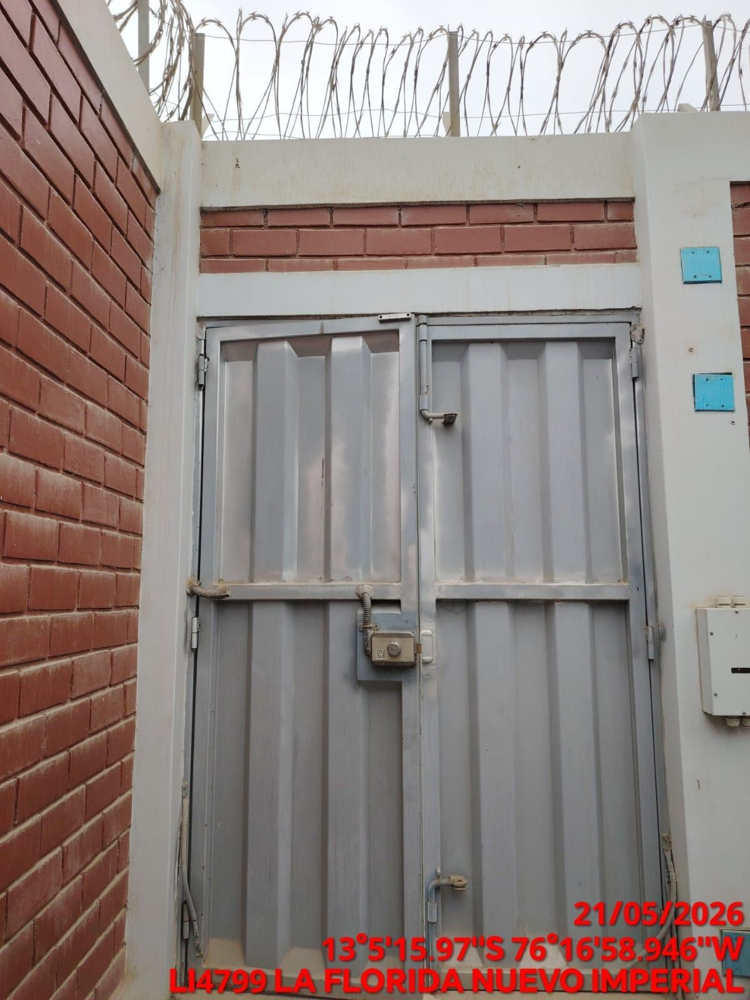 21/05/2026
13°5'15.97"S 76°16'58.946"W
LI4799 LA FLORIDA NUEVO IMPERIAL